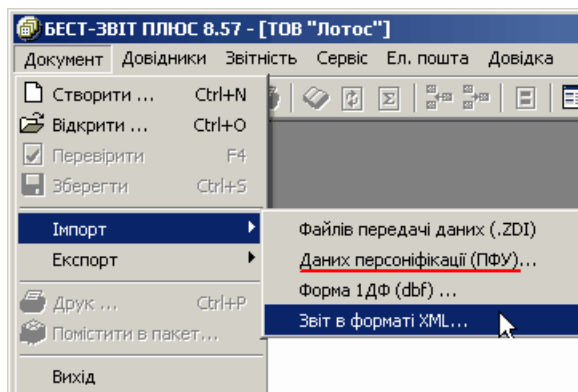 БЕСТ-ЗВІТ ПЛЮС 8.57 - [ТОВ "Лотос"]
Документ Довідники Звітність Сервіс Ел. пошта Довідка
Створити ... Ctrl+N
Відкрити ... Ctrl+O
Перевірити F4
Зберегти Ctrl+S
Імпорт
Експорт
Друк ... Ctrl+P
Помістити в пакет...
Вихід
Файлів передачі даних (.ZDI)
Даних персоніфікації (ПФУ)...
Форма 1ДФ (dbf) ...
Звіт в форматі XML...